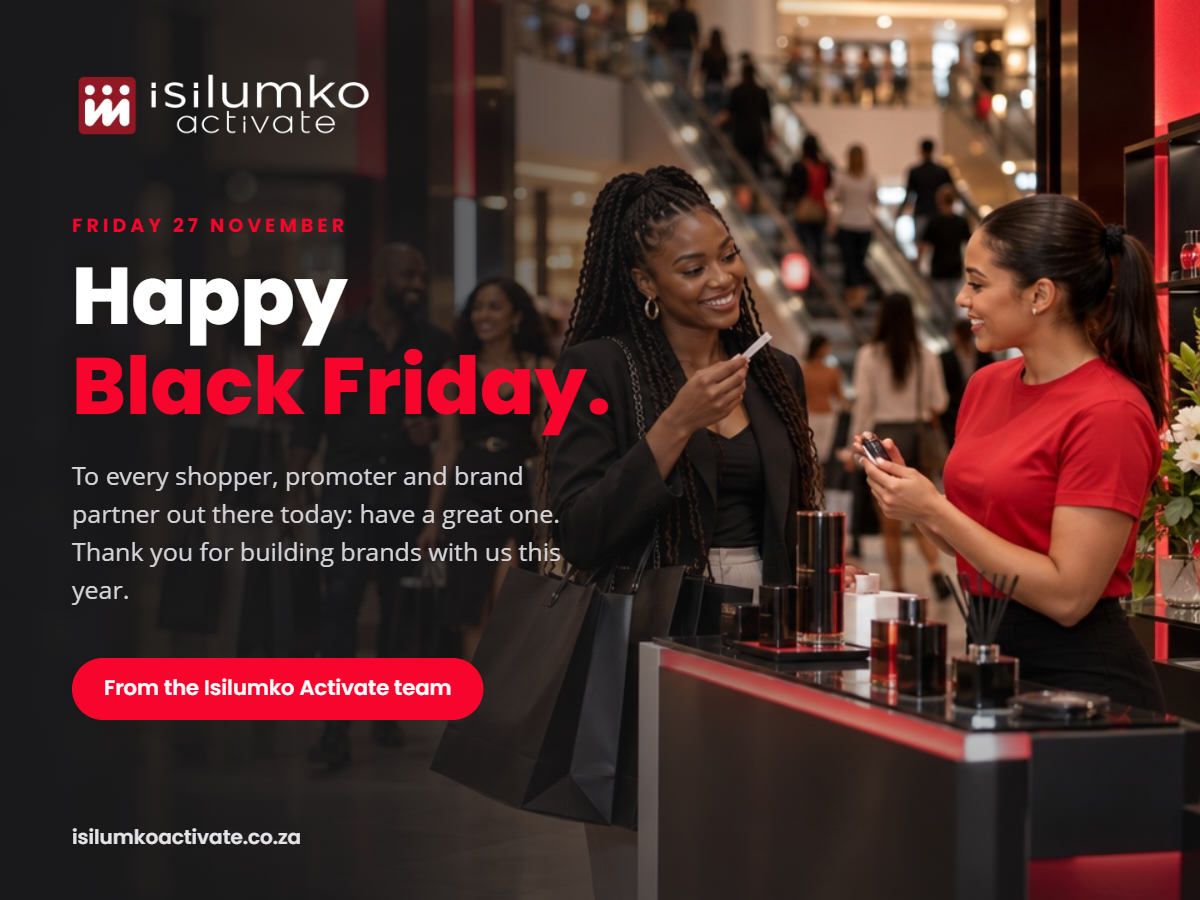 isilumko
activate
FRIDAY 27 NOVEMBER
Happy
Black Friday.
To every shopper, promoter and brand
partner out there today: have a great one.
Thank you for building brands with us this
year.
From the Isilumko Activate team
isilumkoactivate.co.za